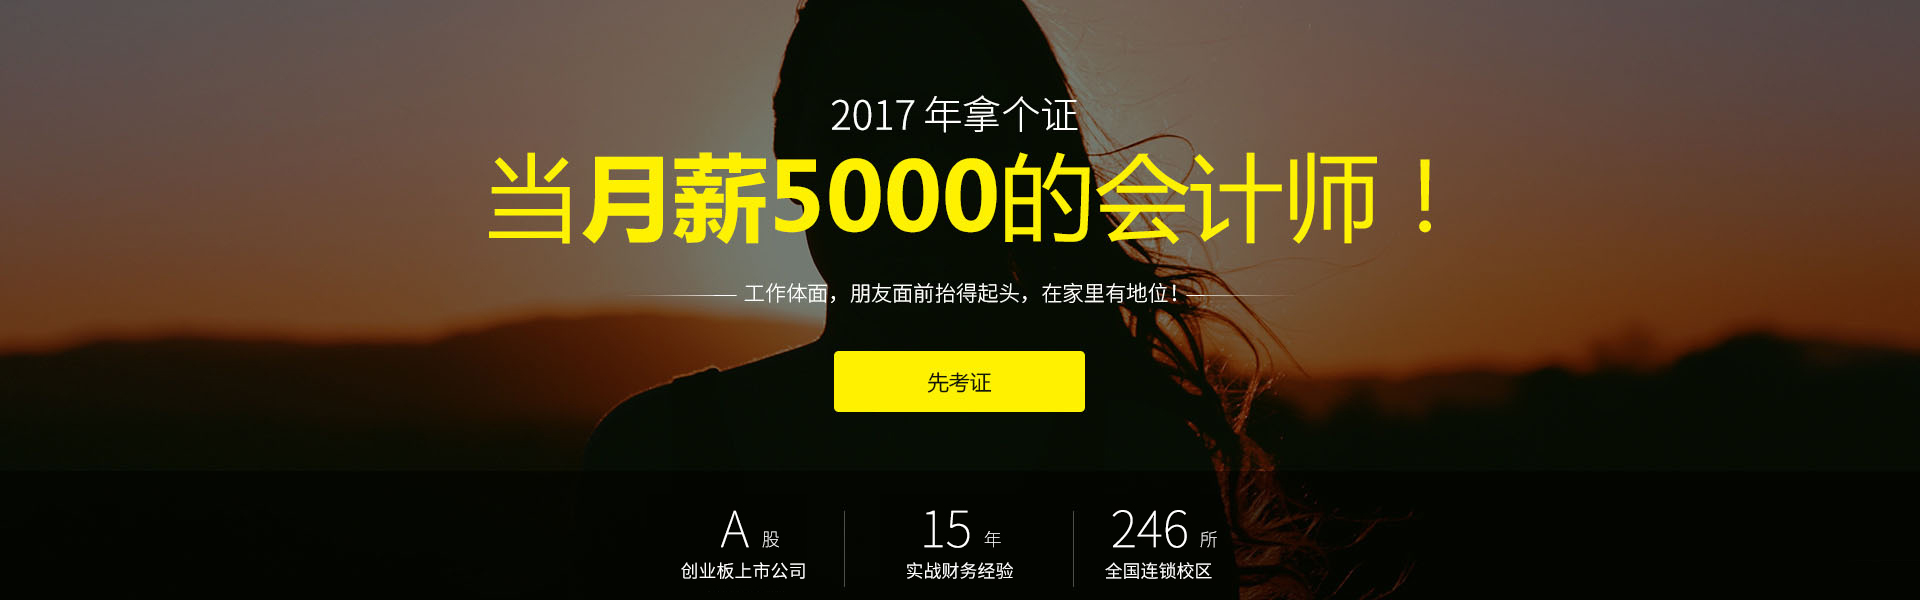 2017 年拿个证
当月薪5000的会计师！
工作体面，朋友面前抬得起头，在家里有地位！
先考证
A 股
创业板上市公司
15 年
实战财务经验
246 所
全国连锁校区